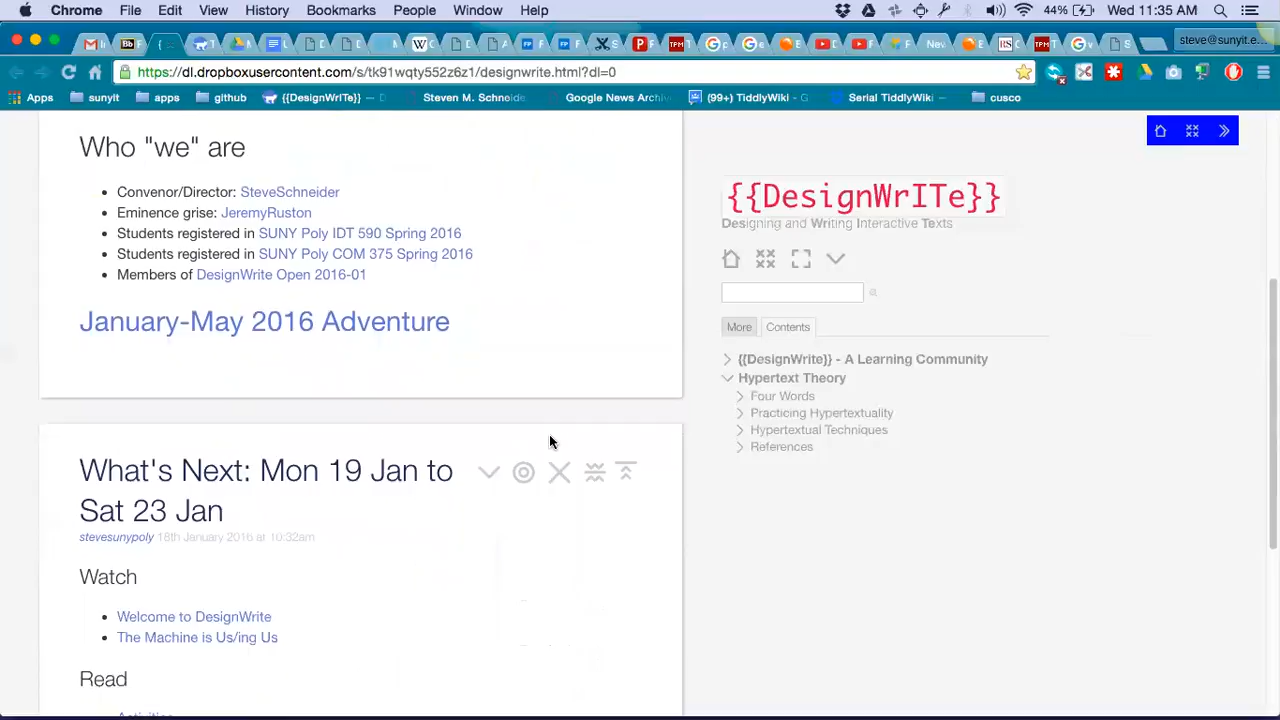 Chrome File Edit View History Bookmarks People Window Help 44% Wed 11:35 AM
steve@sunyit.e
https://dl.dropboxusercontent.com/s/tk91wqty552z6z1/designwrite.html?dl=0
Apps sunyit apps github {{DesignWrITe}} — D Steven M. Schneide Google News Archiv (99+) TiddlyWiki - G Serial TiddlyWiki — cusco
Who "we" are
Convenor/Director: SteveSchneider
Eminence grise: JeremyRuston
Students registered in SUNY Poly IDT 590 Spring 2016
Students registered in SUNY Poly COM 375 Spring 2016
Members of DesignWrite Open 2016-01
January-May 2016 Adventure
What's Next: Mon 19 Jan to
Sat 23 Jan
stevesunypoly 18th January 2016 at 10:32am
Watch
Welcome to DesignWrite
The Machine is Us/ing Us
Read
Activities
{{DesignWrITe}}
Designing and Writing Interactive Texts
More Contents
{{DesignWrite}} - A Learning Community
Hypertext Theory
Four Words
Practicing Hypertextuality
Hypertextual Techniques
References